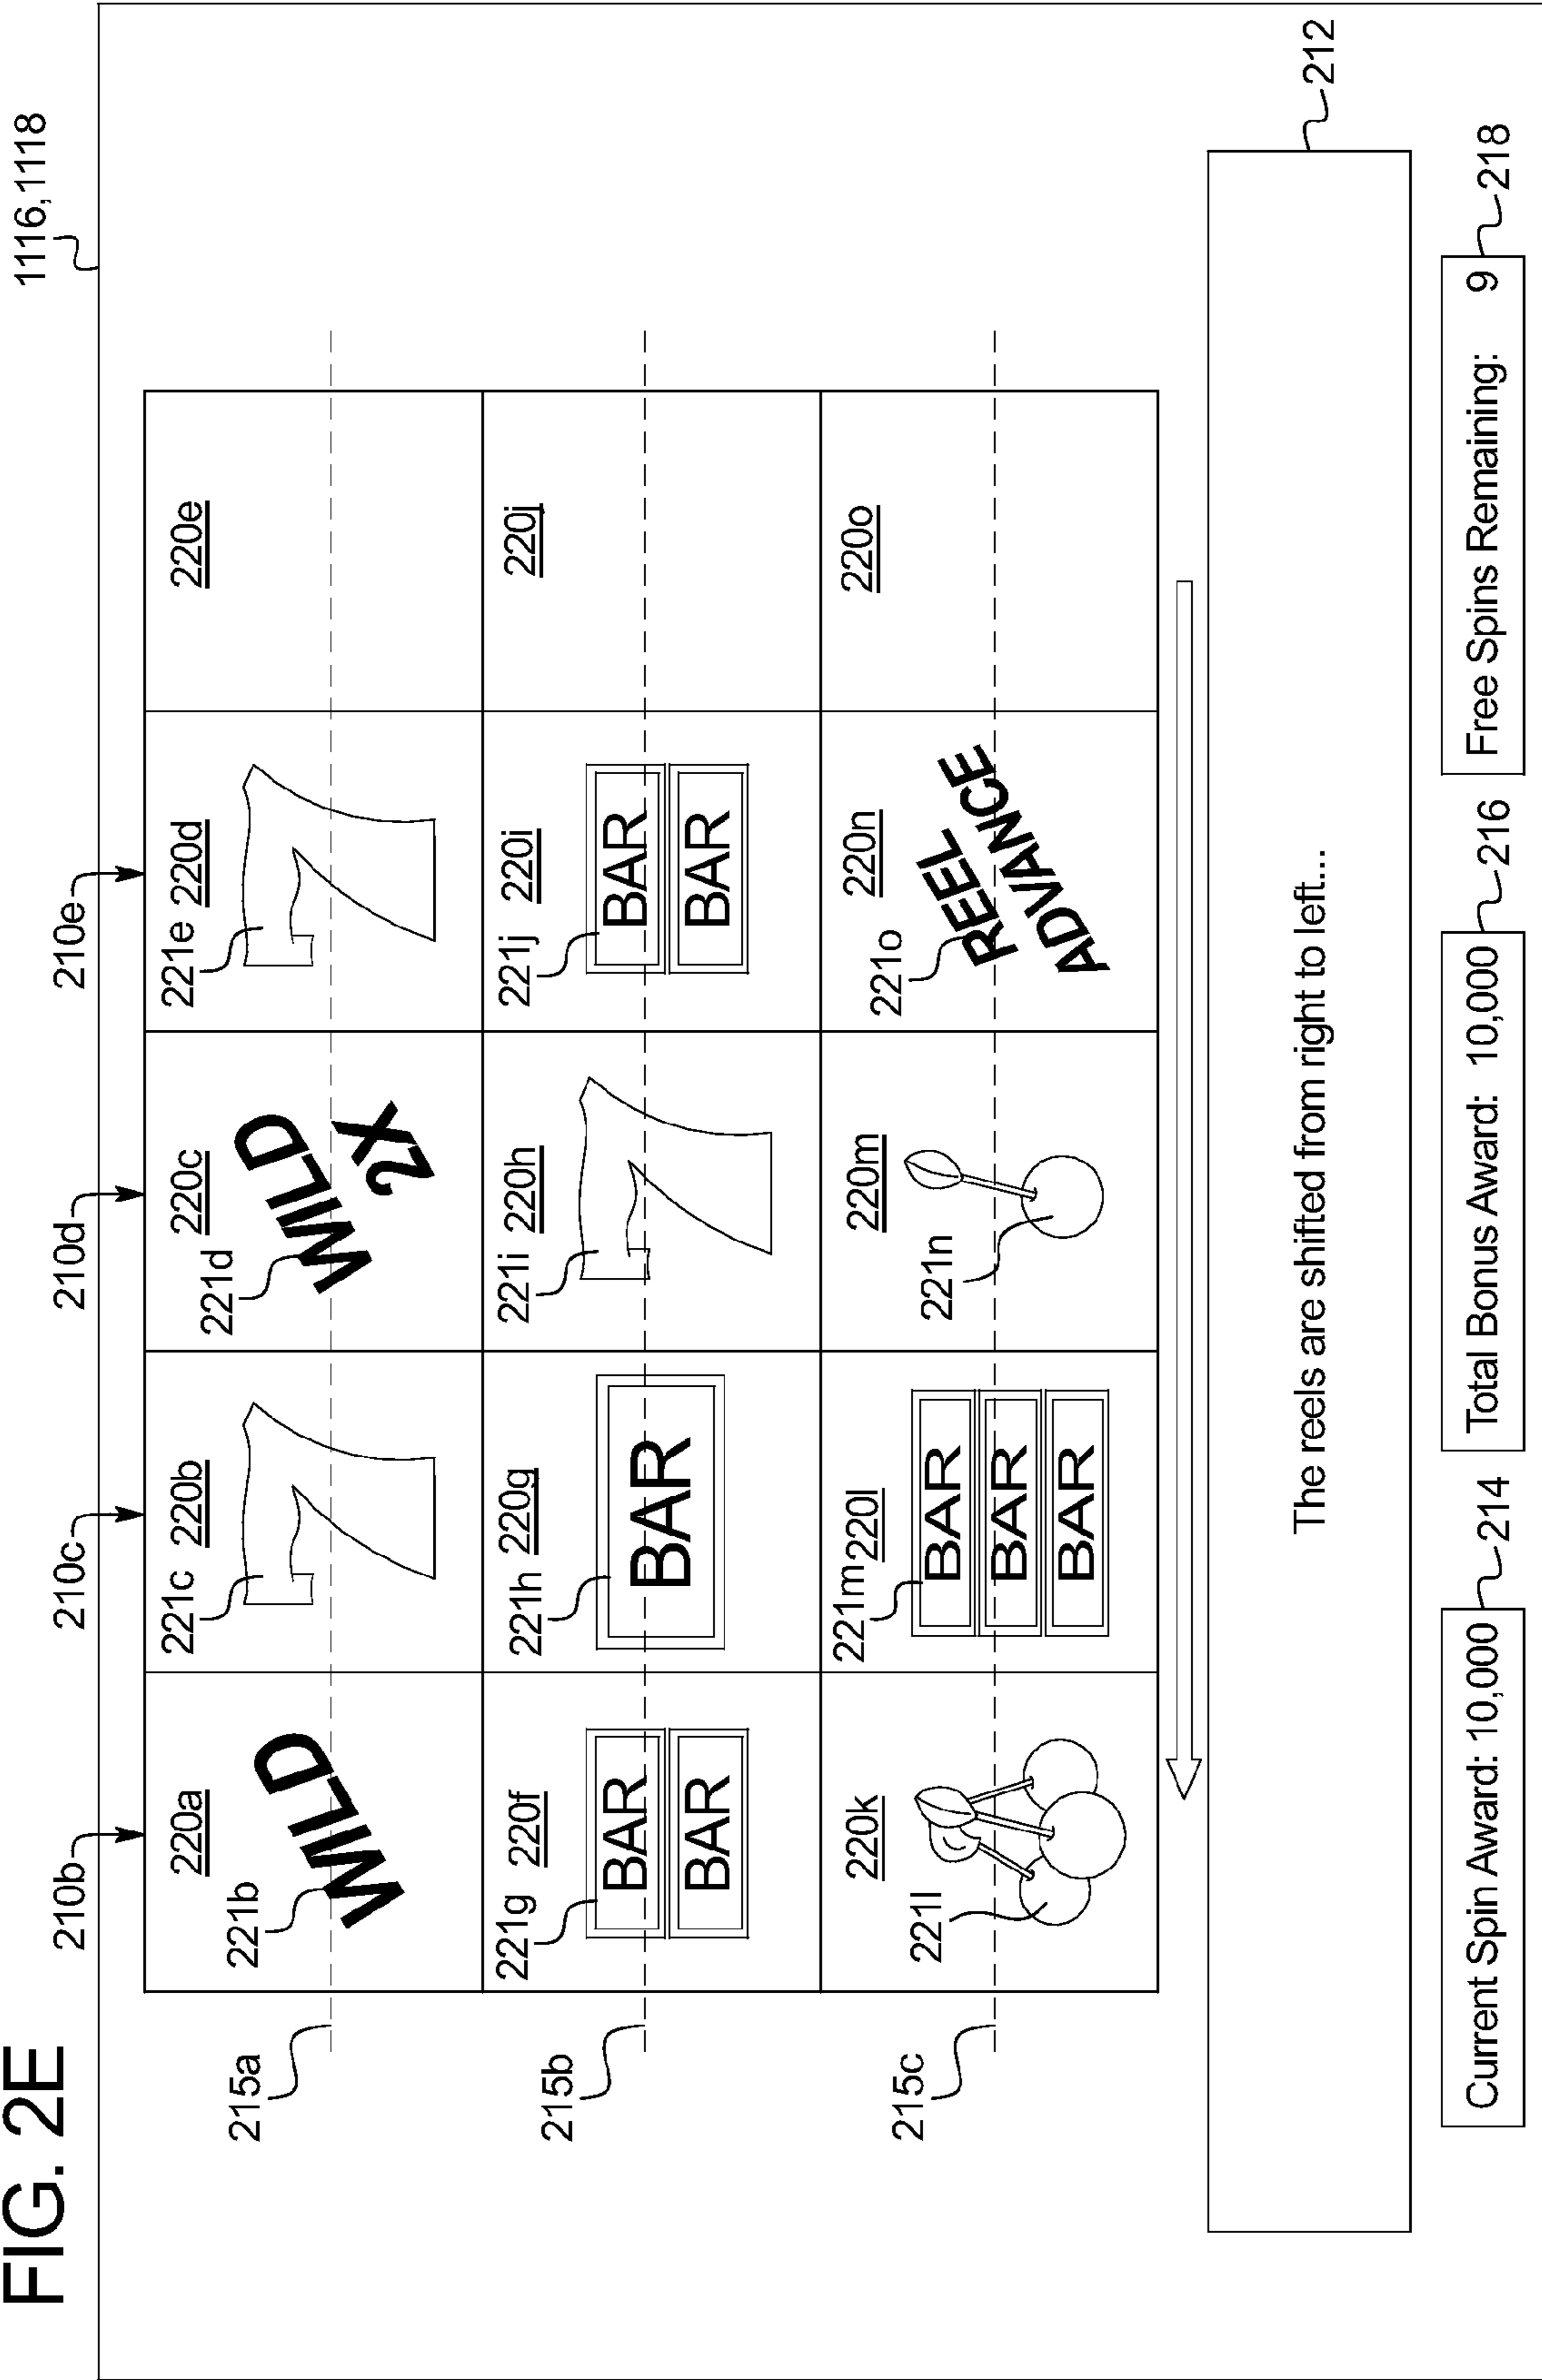 FIG. 2E
1116,1118
210b 210c 210d 210e
220a 221c 220b 220c 221e 220d 220e
221b WILD 221d WILD 2X
215a
221g 220f 221h 220g 221i 220h 221j 220i 220j
BAR BAR BAR
BAR BAR
215b
220k 221m 220l 220m 220n 220o
221l BAR 221n 221o REEL
BAR ADVANCE
BAR
215c
212
The reels are shifted from right to left...
214 216 218
Current Spin Award: 10,000 Total Bonus Award: 10,000 Free Spins Remaining: 9